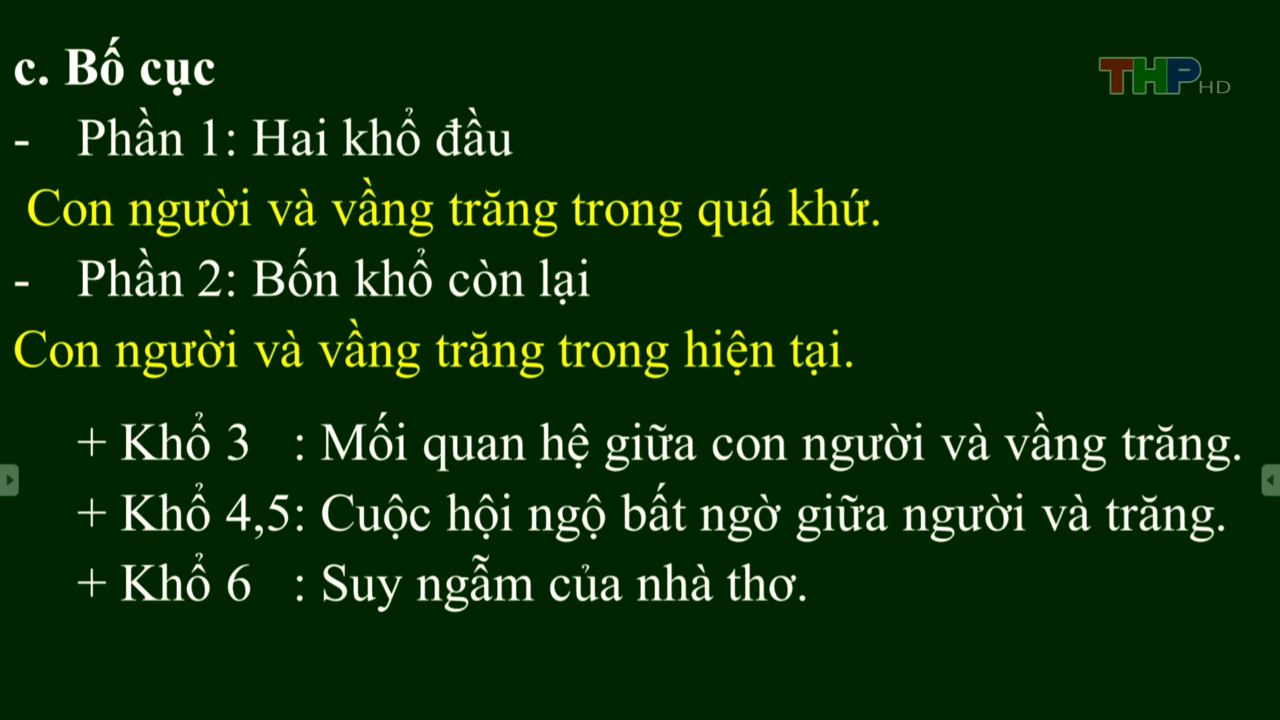 c. Bố cục
THP HD
- Phần 1: Hai khổ đầu
Con người và vầng trăng trong quá khứ.
- Phần 2: Bốn khổ còn lại
Con người và vầng trăng trong hiện tại.
+ Khổ 3 : Mối quan hệ giữa con người và vầng trăng.
+ Khổ 4,5: Cuộc hội ngộ bất ngờ giữa người và trăng.
+ Khổ 6 : Suy ngẫm của nhà thơ.